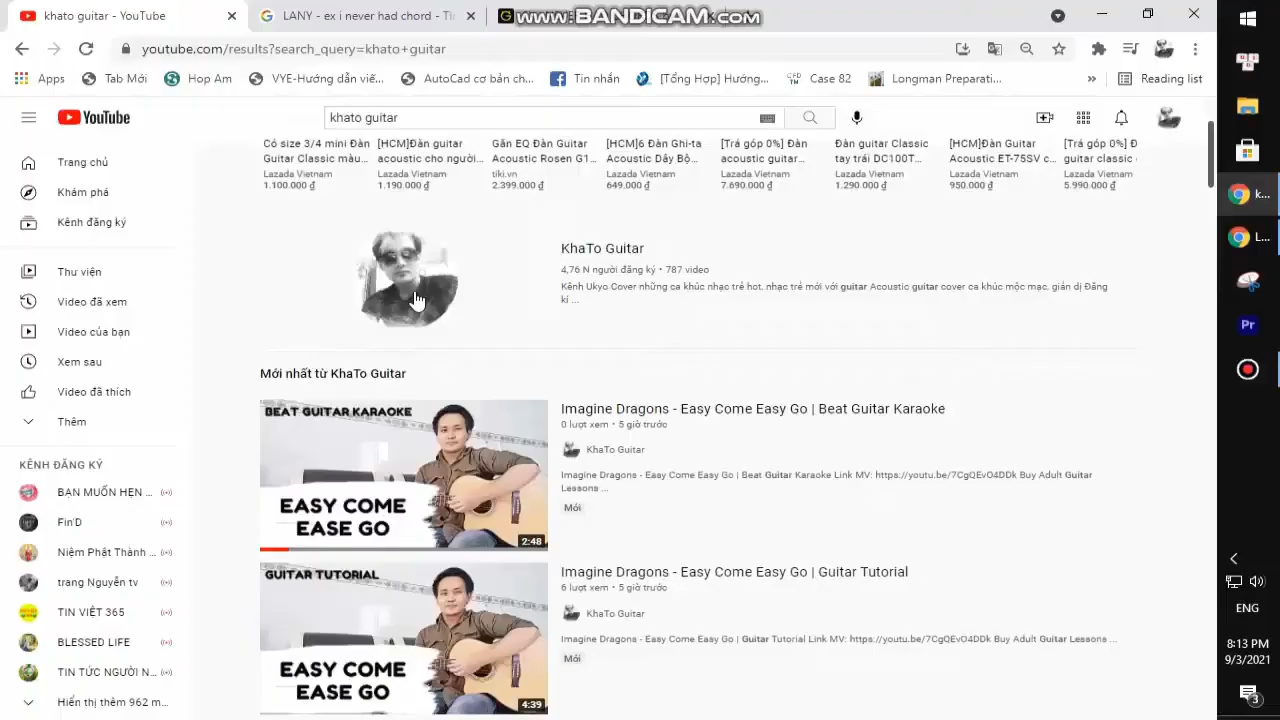 khato guitar - YouTube
LANY - ex i never had chord - Tì
www.BANDICAM.com
youtube.com/results?search_query=khato+guitar
Apps
Tab Mới
Hop Am
VYE-Hướng dẫn viế...
AutoCad cơ bản ch...
Tin nhắn
[Tổng Hợp] Hướng...
Case 82
Longman Preparati...
»
Reading list
YouTube
khato guitar
Có size 3/4 mini Đàn Guitar Classic màu...
Lazada Vietnam
1.100.000 ₫
[HCM]Đàn guitar acoustic cho người...
Lazada Vietnam
1.190.000 ₫
Gắn EQ Đàn Guitar Acoustic Rosen G1...
tiki.vn
2.399.000 ₫
[HCM]6 Đàn Ghi-ta Acoustic Dây Bộ...
Lazada Vietnam
649.000 ₫
[Trả góp 0%] Đàn acoustic guitar...
Lazada Vietnam
7.690.000 ₫
Đàn guitar Classic tay trái DC100T...
Lazada Vietnam
1.290.000 ₫
[HCM]Đàn Guitar Acoustic ET-75SV c...
Lazada Vietnam
950.000 ₫
[Trả góp 0%] Đàn guitar classic
Lazada Vietnam
5.990.000 ₫
Trang chủ
Khám phá
Kênh đăng ký
Thư viện
Video đã xem
Video của bạn
Xem sau
Video đã thích
Thêm
KÊNH ĐĂNG KÝ
BẠN MUỐN HẸN ...
Fin'D
Niệm Phật Thành ...
trang Nguyễn tv
TIN VIỆT 365
BLESSED LIFE
TIN TỨC NGƯỜI N...
Hiển thị thêm 962 m...
KhaTo Guitar
4,76 N người đăng ký • 787 video
Kênh Ukyo Cover những ca khúc nhạc trẻ hot, nhạc trẻ mới với guitar Acoustic guitar cover ca khúc mộc mạc, giản dị Đăng
kí ...
Mới nhất từ KhaTo Guitar
BEAT GUITAR KARAOKE
EASY COME
EASE GO
2:48
Imagine Dragons - Easy Come Easy Go | Beat Guitar Karaoke
0 lượt xem • 5 giờ trước
KhaTo Guitar
Imagine Dragons - Easy Come Easy Go | Beat Guitar Karaoke Link MV: https://youtu.be/7CgQEvO4DDk Buy Adult Guitar
Lessons ...
Mới
GUITAR TUTORIAL
EASY COME
EASE GO
4:39
Imagine Dragons - Easy Come Easy Go | Guitar Tutorial
6 lượt xem • 5 giờ trước
KhaTo Guitar
Imagine Dragons - Easy Come Easy Go | Guitar Tutorial Link MV: https://youtu.be/7CgQEvO4DDk Buy Adult Guitar Lessons ...
Mới
k...
L...
Pr
ENG
8:13 PM
9/3/2021
3